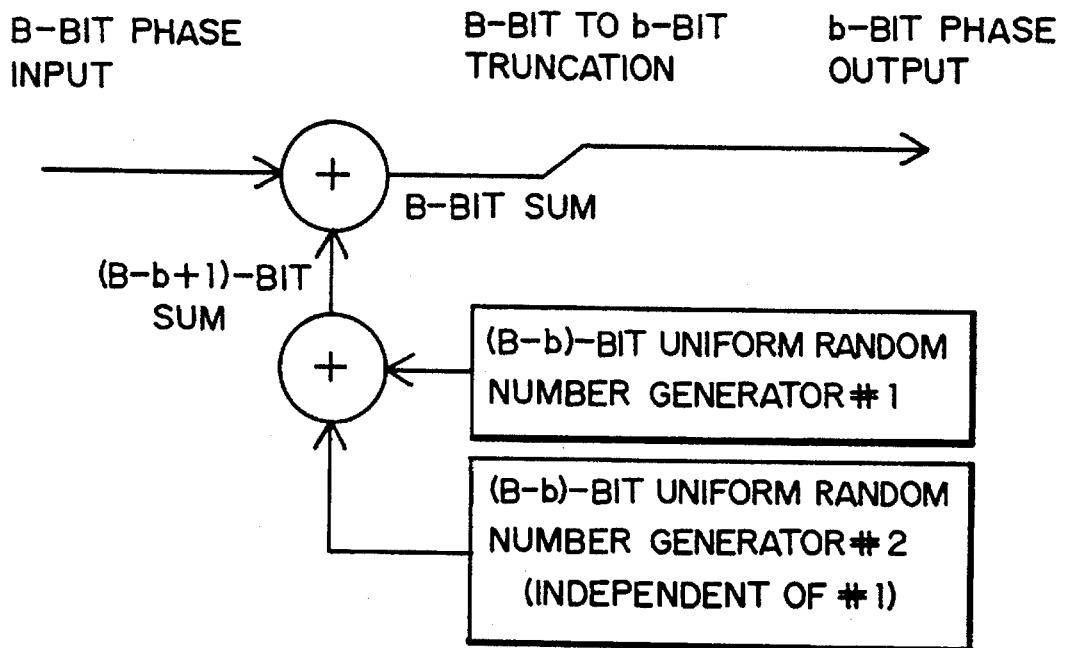 B-BIT PHASE
INPUT
B-BIT TO b-BIT
TRUNCATION
b-BIT PHASE
OUTPUT
+
B-BIT SUM
(B-b+1)-BIT
SUM
+
(B-b)-BIT UNIFORM RANDOM
NUMBER GENERATOR #1
(B-b)-BIT UNIFORM RANDOM
NUMBER GENERATOR #2
(INDEPENDENT OF #1)